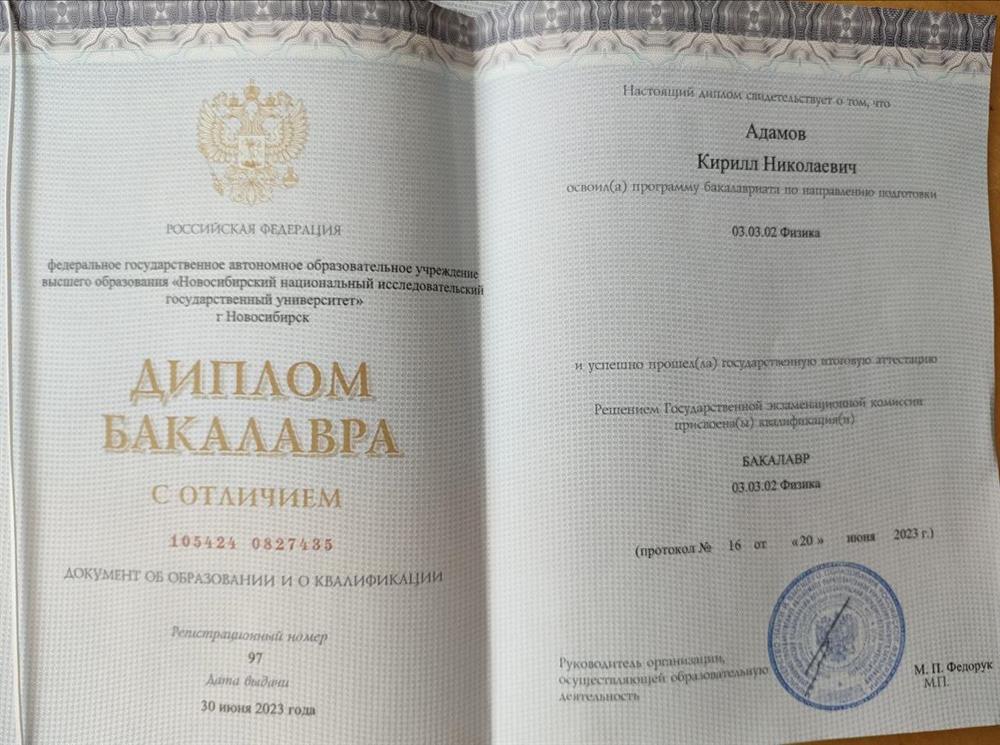 РОССИЙСКАЯ ФЕДЕРАЦИЯ
федеральное государственное автономное образовательное учреждение
высшего образования «Новосибирский национальный исследовательский
государственный университет»
г Новосибирск
ДИПЛОМ
БАКАЛАВРА
С ОТЛИЧИЕМ
105424 0827435
ДОКУМЕНТ ОБ ОБРАЗОВАНИИ И О КВАЛИФИКАЦИИ
Регистрационный номер
97
Дата выдачи
30 июня 2023 года
Настоящий диплом свидетельствует о том, что
Адамов
Кирилл Николаевич
освоил(а) программу бакалавриата по направлению подготовки
03.03.02 Физика
и успешно прошел(ла) государственную итоговую аттестацию
Решением Государственной экзаменационной комиссии
присвоена(ы) квалификация(и)
БАКАЛАВР
03.03.02 Физика
(протокол № 16 от «20 » июня 2023 г.)
Руководитель организации,
осуществляющей образовательную
деятельность
М. П. Федорук
М.П.